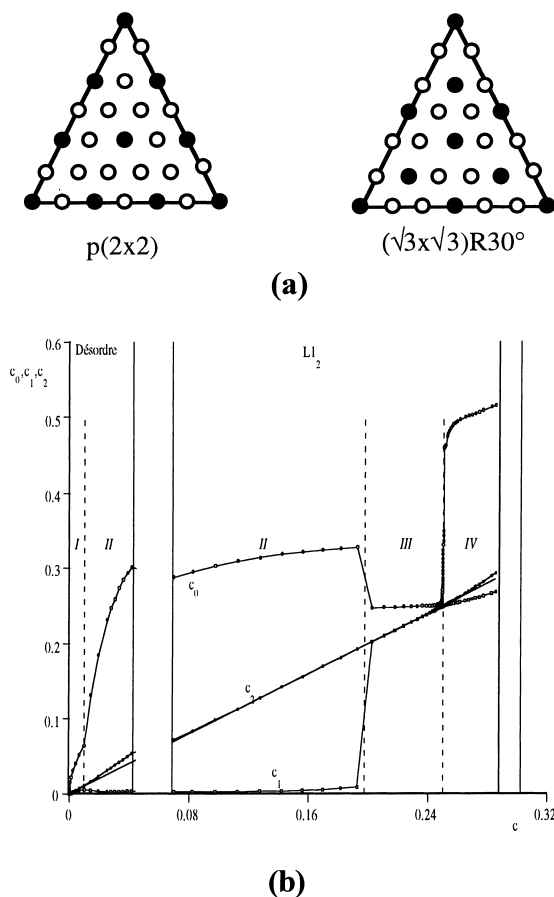 p(2x2) (√3x√3)R30°
(a)
0.6
Désordre L1₂
c₀,c₁,c₂
0.5
0.4
I II II III IV
0.3
c₀
0.2
c₂
0.1
c₁
0
0 0.08 0.16 0.24 0.32
c
(b)